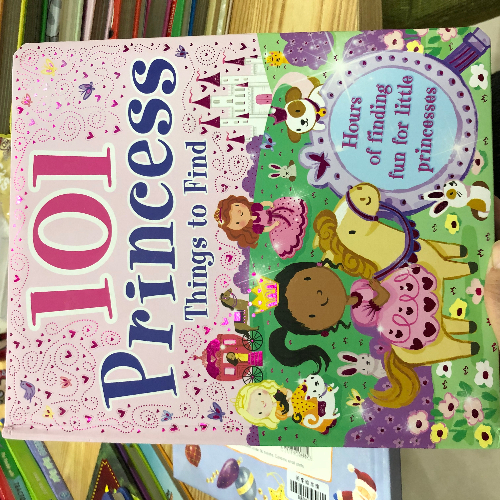 101
Princess
Things to Find
Hours
of finding
fun for little
princesses